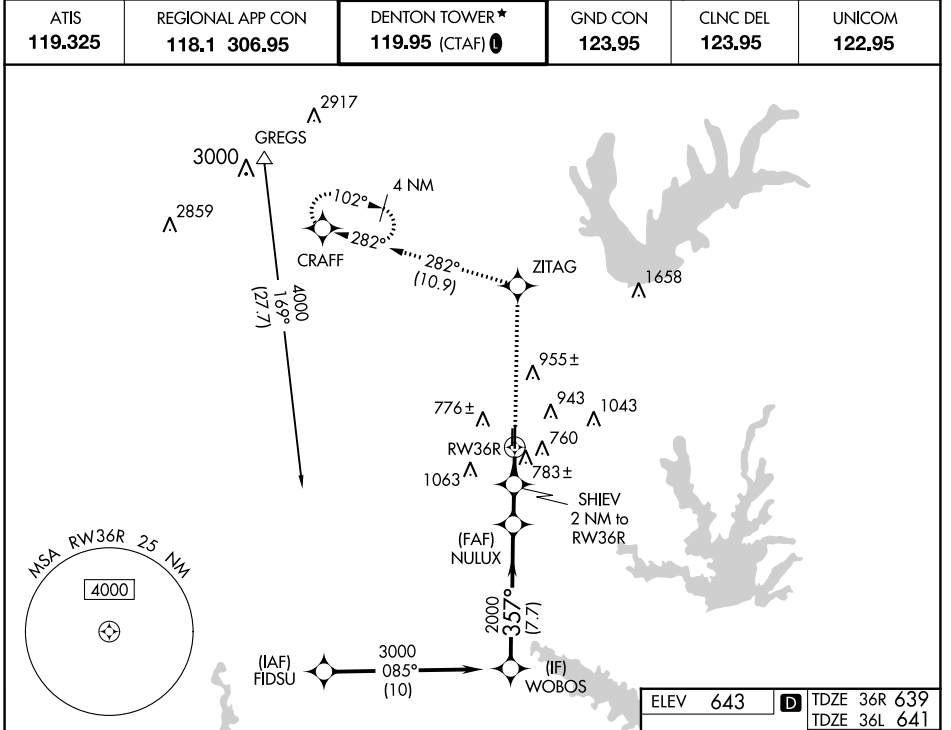 ATIS
119.325
REGIONAL APP CON
118.1 306.95
DENTON TOWER★
119.95 (CTAF) L
GND CON
123.95
CLNC DEL
123.95
UNICOM
122.95
2917
GREGS
3000
2859
102°
4 NM
282°
CRAFF
282°
(10.9)
ZITAG
1658
4000
169°
(27.7)
955±
943
1043
776±
760
RW36R
783±
1063
SHIEV
2 NM to
RW36R
(FAF)
NULUX
MSA RW36R 25 NM
4000
2000
357°
(7.7)
(IAF)
FIDSU
3000
085°
(10)
(IF)
WOBOS
ELEV 643
D
TDZE 36R 639
TDZE 36L 641